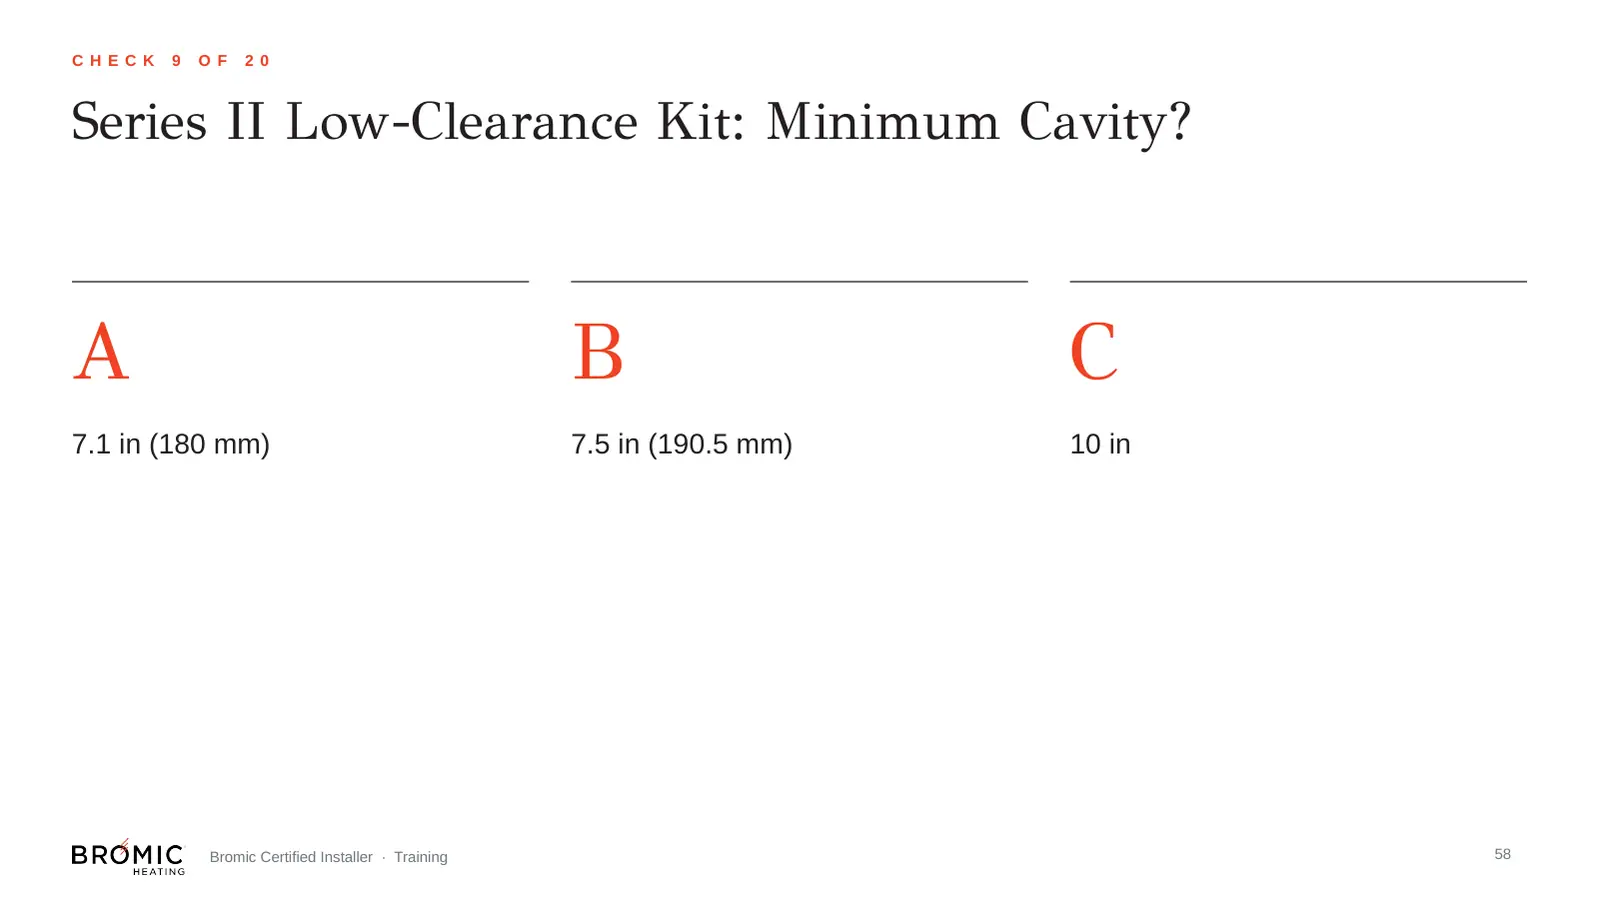 CHECK 9 OF 20
Series II Low-Clearance Kit: Minimum Cavity?
A
7.1 in (180 mm)
B
7.5 in (190.5 mm)
C
10 in
BROMIC
HEATING
Bromic Certified Installer · Training
58